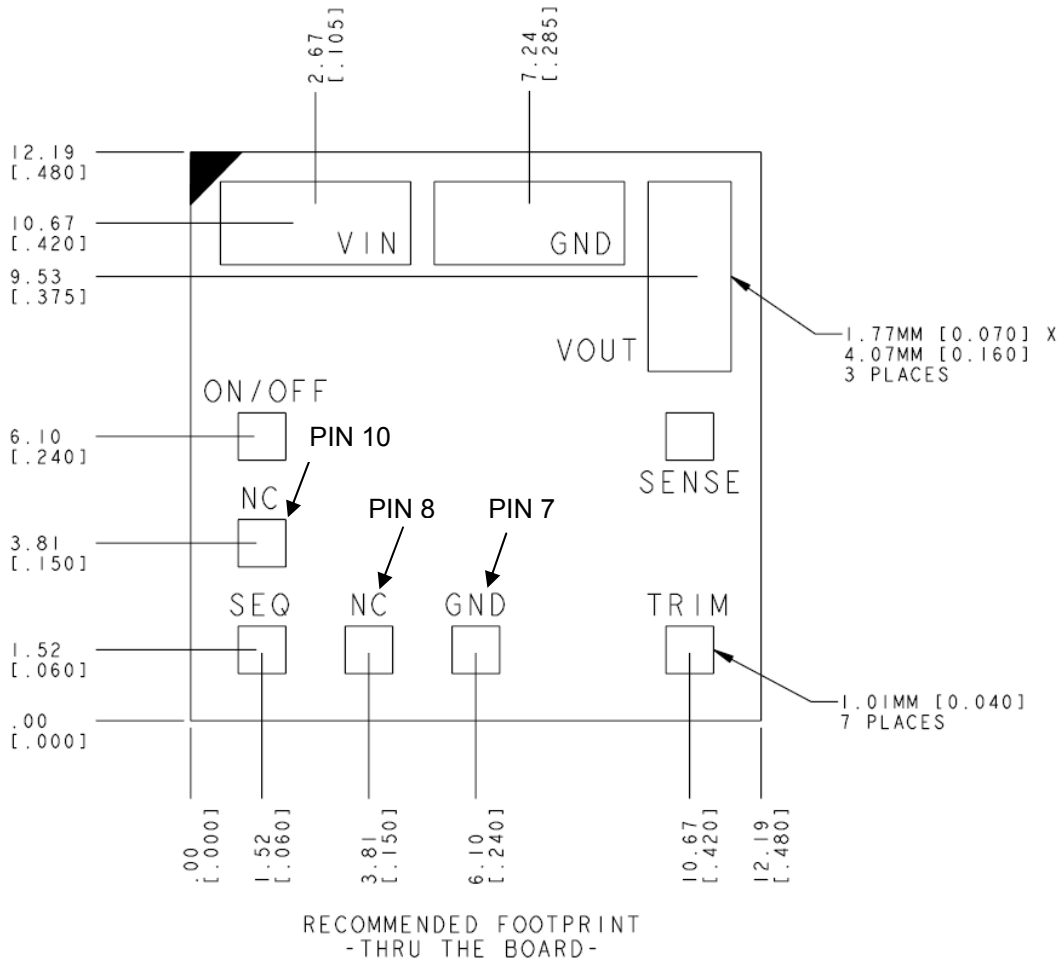 2.67
[.105]
7.24
[.285]
12.19
[.480]
10.67
[.420]
VIN
GND
9.53
[.375]
1.77MM [0.070] X
4.07MM [0.160]
3 PLACES
VOUT
ON/OFF
6.10
[.240]
PIN 10
SENSE
NC
PIN 8
PIN 7
3.81
[.150]
SEQ
NC
GND
TRIM
1.52
[.060]
1.01MM [0.040]
7 PLACES
.00
[.000]
.00
[.000]
1.52
[.060]
3.81
[.150]
6.10
[.240]
10.67
[.420]
12.19
[.480]
RECOMMENDED FOOTPRINT
-THRU THE BOARD-